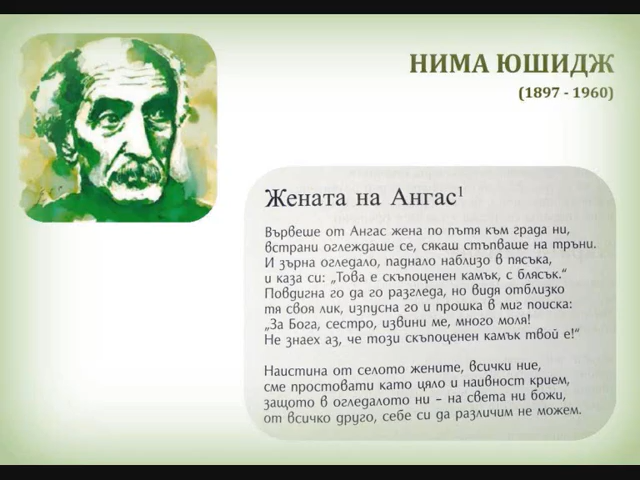 НИМА ЮШИДЖ
(1897 - 1960)
Жената на Ангас¹
Вървеше от Ангас жена по пътя към града ни,
встрани оглеждаше се, сякаш стъпваше на тръни.
И зърна огледало, паднало наблизо в пясъка,
и каза си: „Това е скъпоценен камък, с блясък.“
Повдигна го да го разгледа, но видя отблизко
тя своя лик, изпусна го и прошка в миг поиска:
„За Бога, сестро, извини ме, много моля!
Не знаех аз, че този скъпоценен камък твой е!“
Наистина от селото жените, всички ние,
сме простовати като цяло и наивност крием,
защото в огледалото ни – на света ни божи,
от всичко друго, себе си да различим не можем.